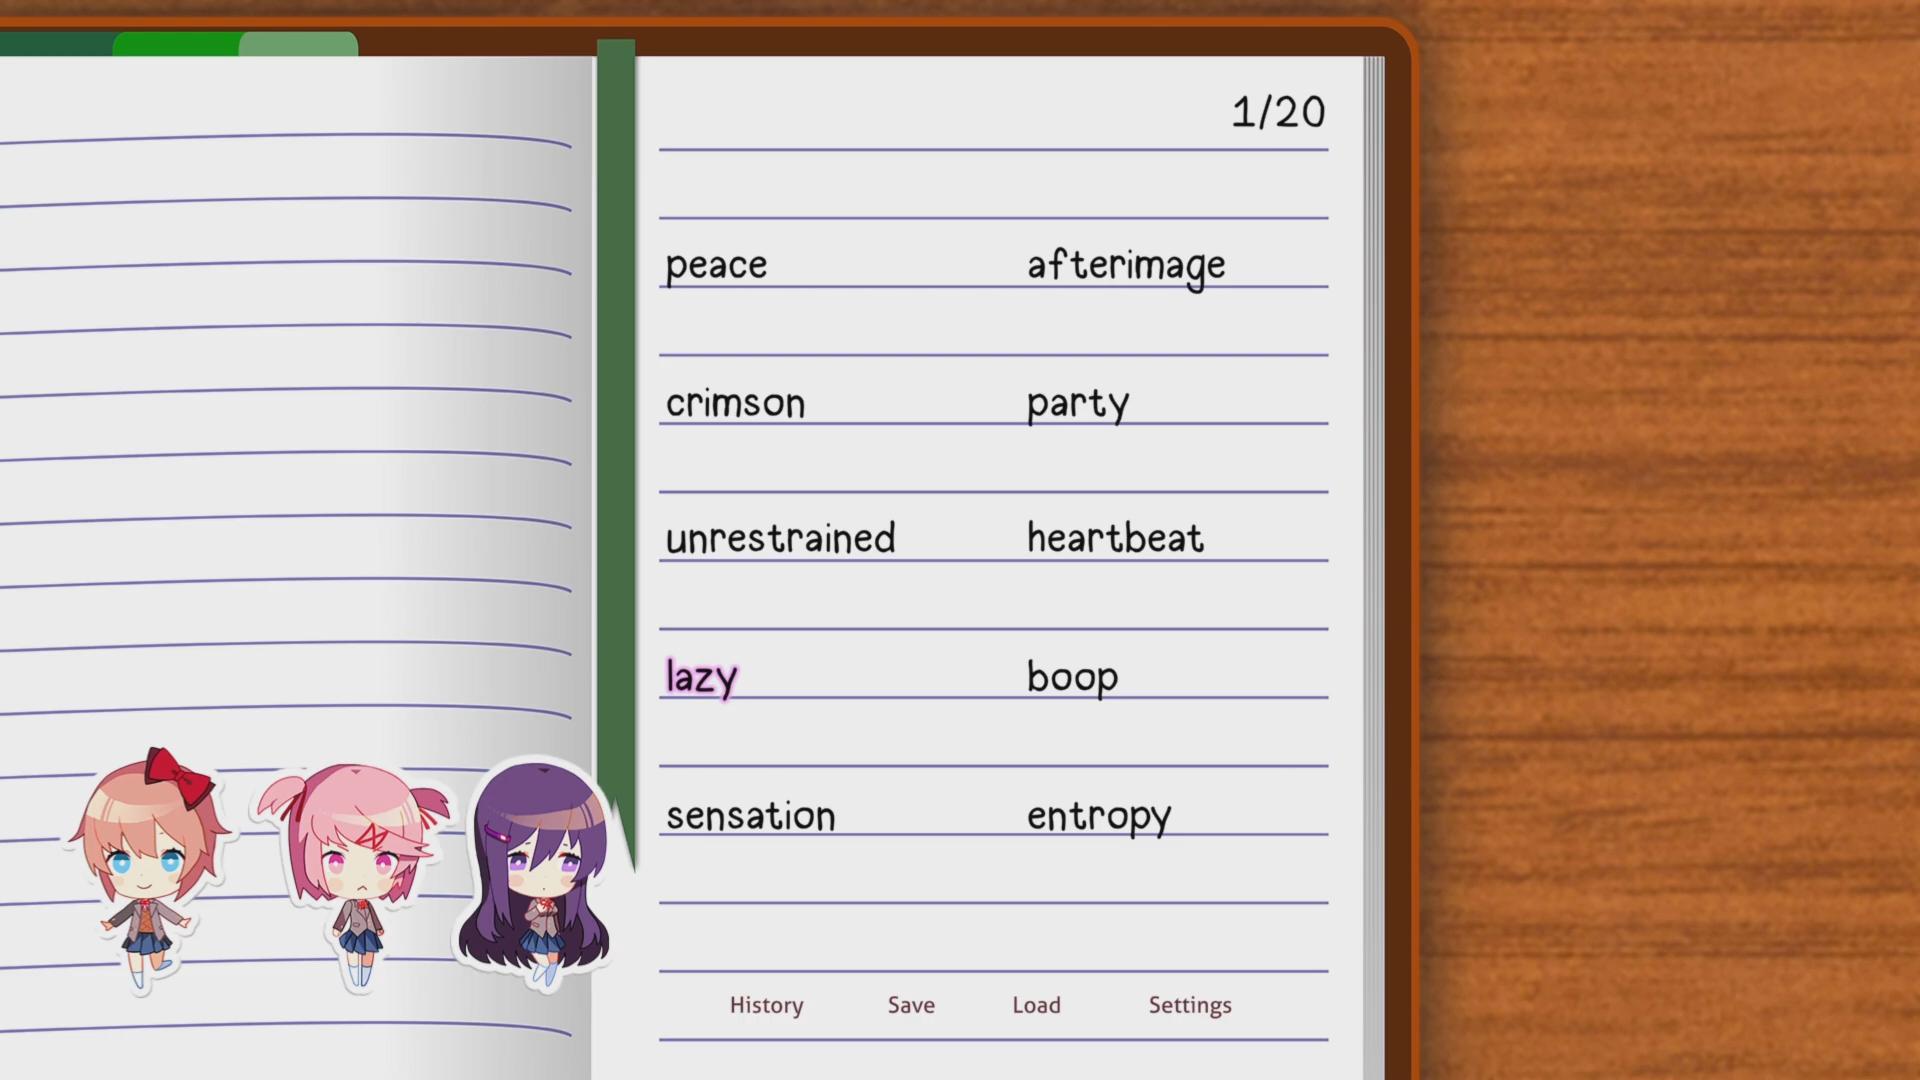 1/20
peace afterimage
crimson party
unrestrained heartbeat
lazy boop
sensation entropy
History Save Load Settings